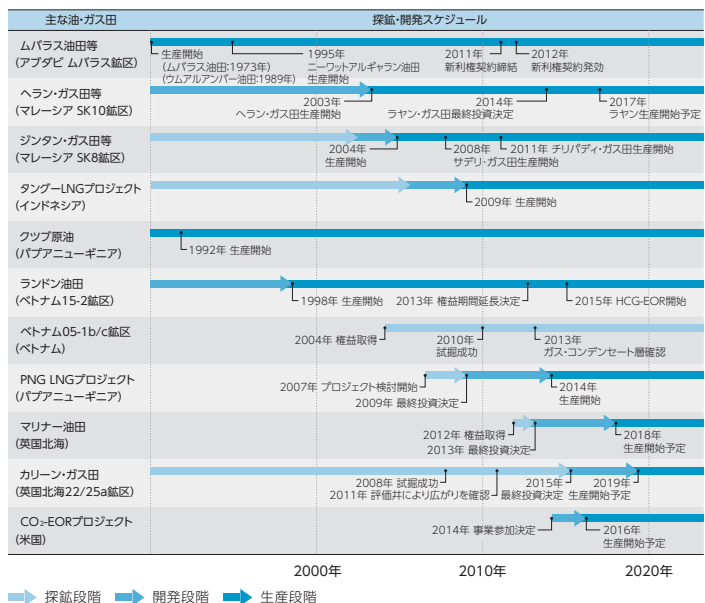 主な油・ガス田
探鉱・開発スケジュール
ムバラス油田等
(アブダビ ムバラス鉱区)
生産開始
(ムバラス油田:1973年)
(ウムアルアンバー油田:1989年)
1995年
ニーワットアルギャラン油田
生産開始
2011年
新利権契約締結
2012年
新利権契約発効
ヘラン・ガス田等
(マレーシア SK10鉱区)
2003年
ヘラン・ガス田生産開始
2014年
ラヤン・ガス田最終投資決定
2017年
ラヤン生産開始予定
ジンタン・ガス田等
(マレーシア SK8鉱区)
2004年
生産開始
2008年
サデリ・ガス田生産開始
2011年 チリパディ・ガス田生産開始
タングーLNGプロジェクト
(インドネシア)
2009年 生産開始
クツブ原油
(パプアニューギニア)
1992年 生産開始
ランドン油田
(ベトナム15-2鉱区)
1998年 生産開始
2013年 権益期間延長決定
2015年 HCG-EOR開始
ベトナム05-1b/c鉱区
(ベトナム)
2004年 権益取得
2010年
試掘成功
2013年
ガス・コンデンセート層確認
PNG LNGプロジェクト
(パプアニューギニア)
2007年 プロジェクト検討開始
2009年 最終投資決定
2014年
生産開始
マリナー油田
(英国北海)
2012年 権益取得
2013年 最終投資決定
2018年
生産開始予定
カリーン・ガス田
(英国北海22/25a鉱区)
2008年 試掘成功
2011年 評価井により広がりを確認
2015年
最終投資決定
2019年
生産開始予定
CO₂-EORプロジェクト
(米国)
2014年 事業参加決定
2016年
生産開始予定
2000年
2010年
2020年
探鉱段階
開発段階
生産段階